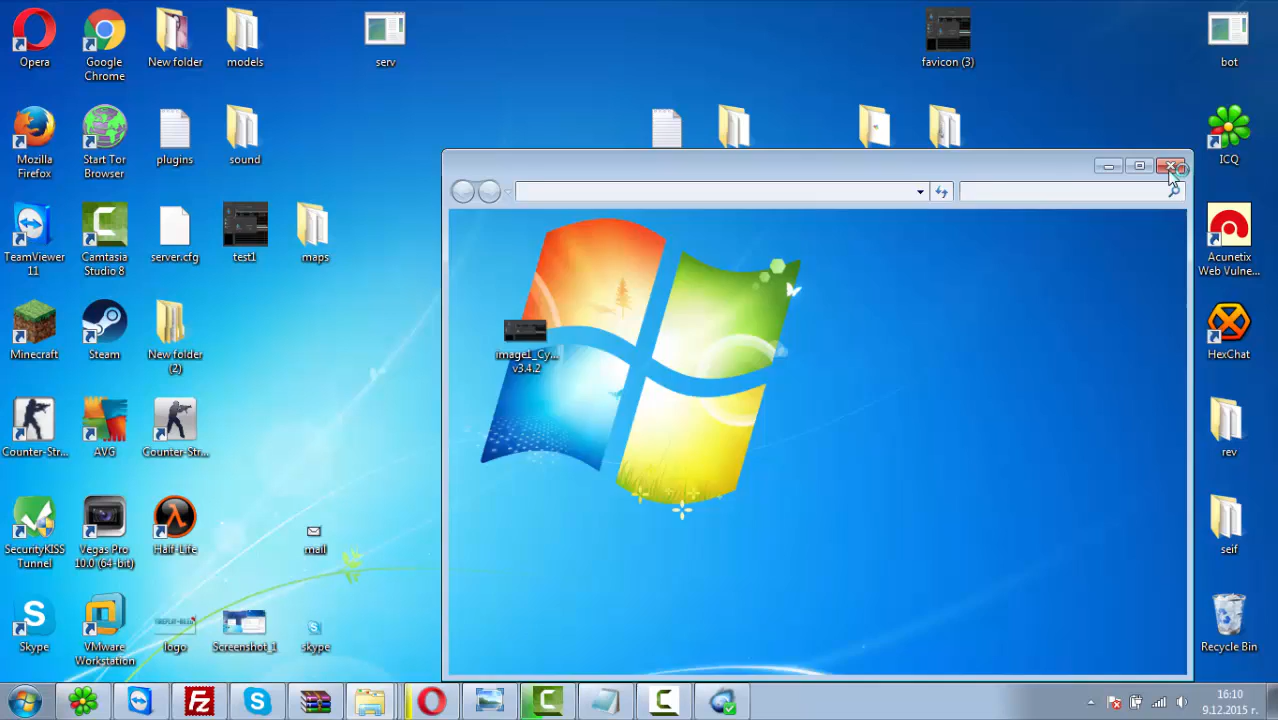 Opera
Google
Chrome
New folder
models
serv
favicon (3)
bot
Mozilla
Firefox
Start Tor
Browser
plugins
sound
ICQ
TeamViewer
11
Camtasia
Studio 8
server.cfg
test1
maps
Acunetix
Web Vulne...
Minecraft
Steam
New folder
(2)
image1_Cy...
v3.4.2
HexChat
Counter-Str...
AVG
Counter-Str...
rev
SecurityKISS
Tunnel
Vegas Pro
10.0 (64-bit)
Half-Life
mail
seif
Skype
VMware
Workstation
logo
Screenshot_1
skype
Recycle Bin
16:10
9.12.2015 г.